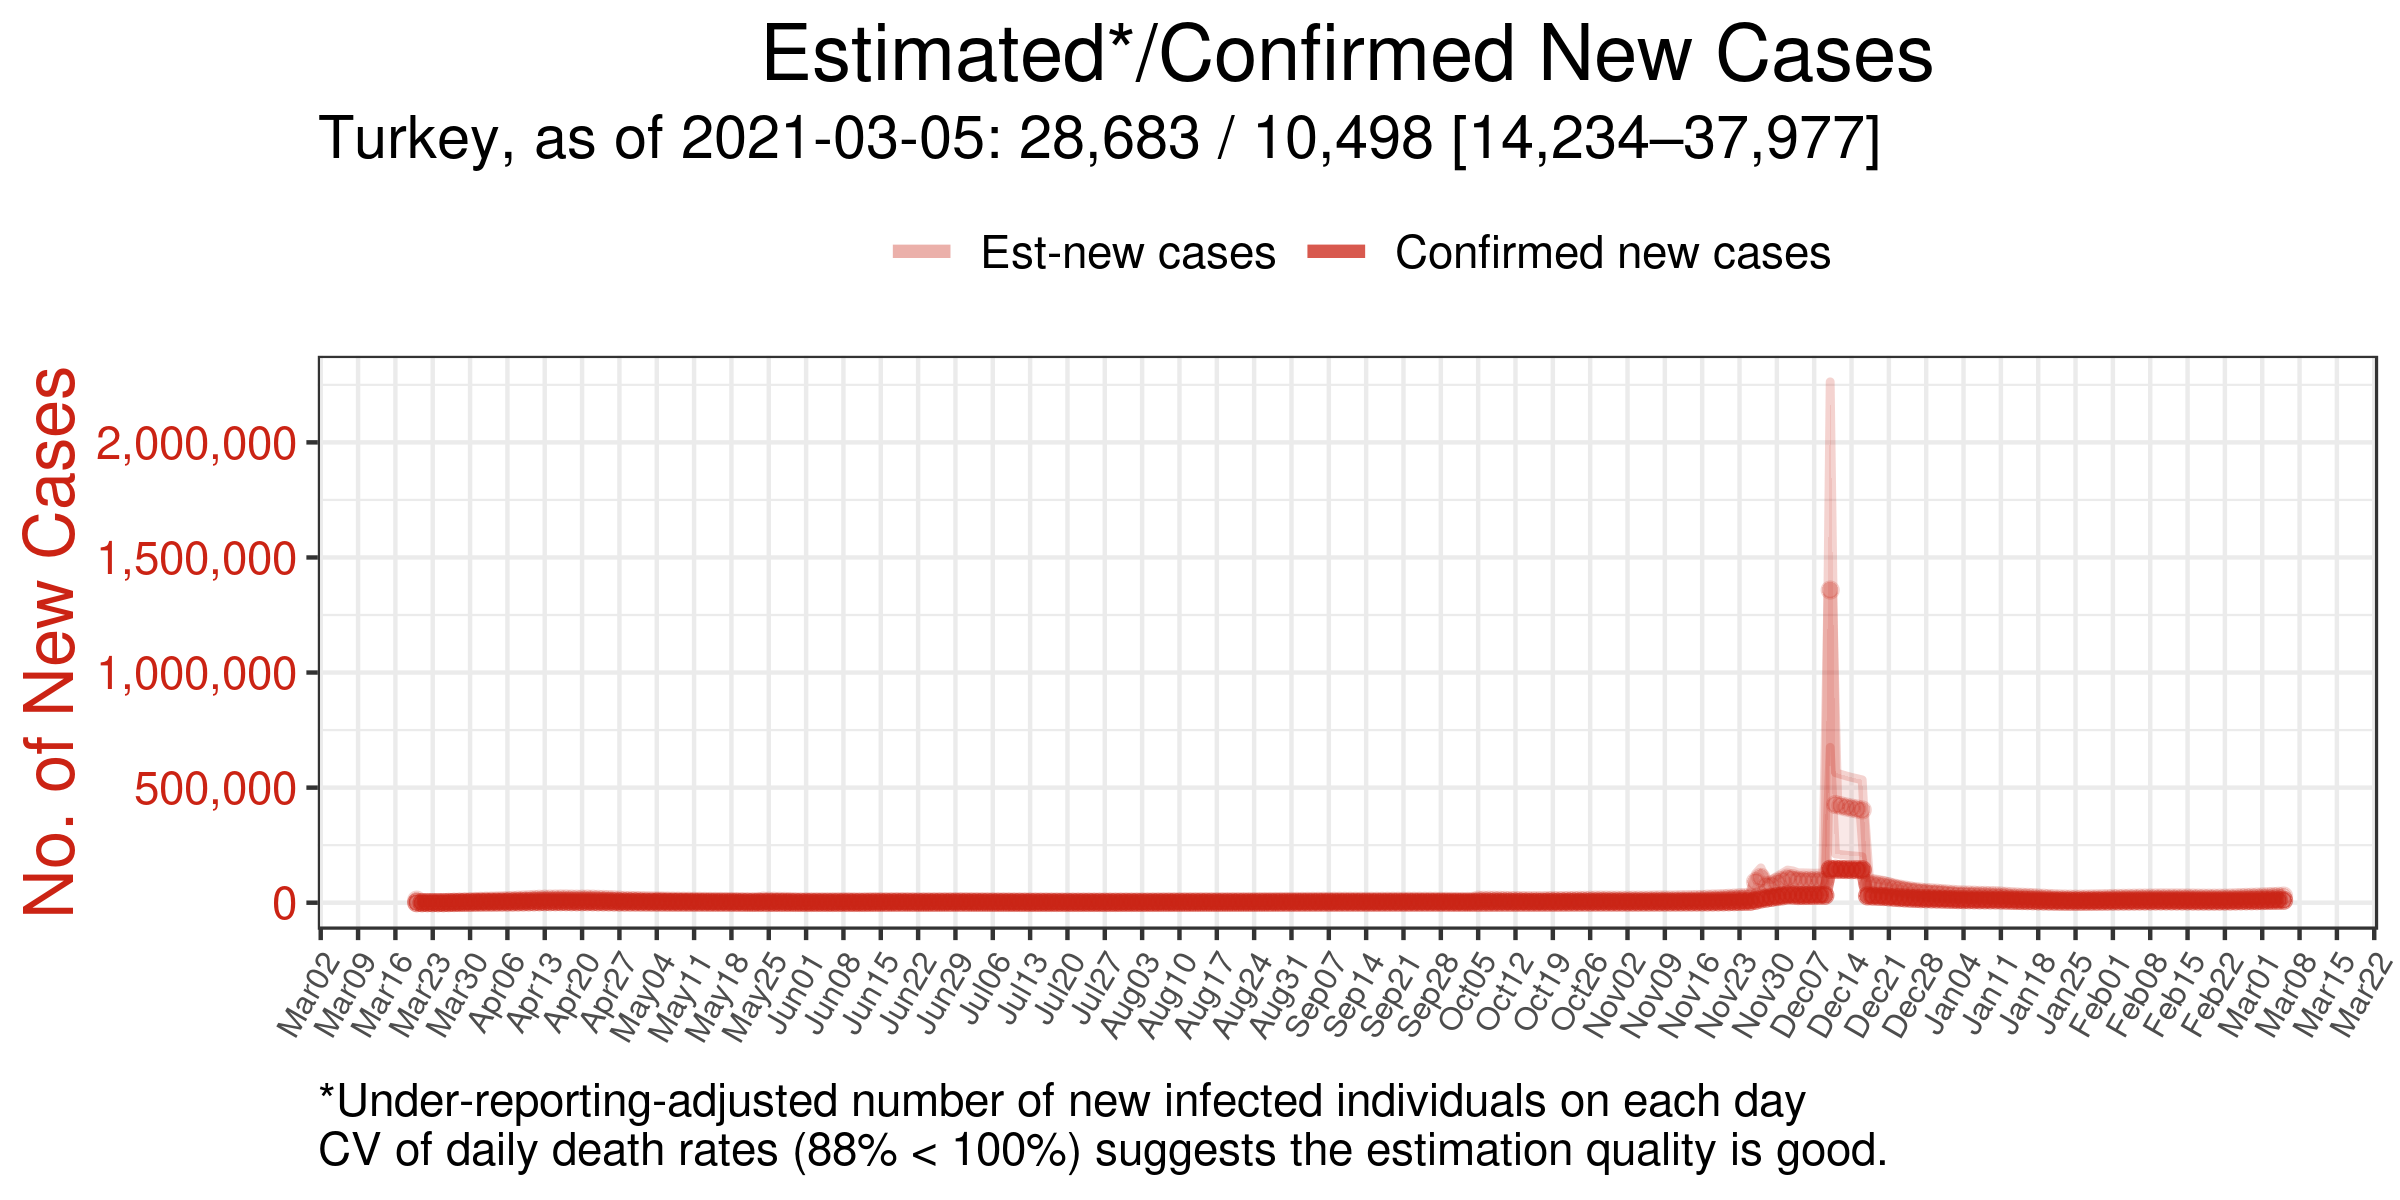 Estimated*/Confirmed New Cases
Turkey, as of 2021-03-05: 28,683 / 10,498 [14,234–37,977]
Est-new cases
Confirmed new cases
No. of New Cases
2,000,000
1,500,000
1,000,000
500,000
0
Mar02
Mar09
Mar16
Mar23
Mar30
Apr06
Apr13
Apr20
Apr27
May04
May11
May18
May25
Jun01
Jun08
Jun15
Jun22
Jun29
Jul06
Jul13
Jul20
Jul27
Aug03
Aug10
Aug17
Aug24
Aug31
Sep07
Sep14
Sep21
Sep28
Oct05
Oct12
Oct19
Oct26
Nov02
Nov09
Nov16
Nov23
Nov30
Dec07
Dec14
Dec21
Dec28
Jan04
Jan11
Jan18
Jan25
Feb01
Feb08
Feb15
Feb22
Mar01
Mar08
Mar15
Mar22
*Under-reporting-adjusted number of new infected individuals on each day
CV of daily death rates (88% < 100%) suggests the estimation quality is good.